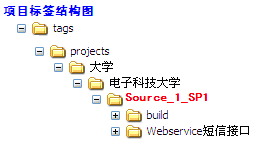 项目标签结构图
tags
projects
大学
电子科技大学
Source_1_SP1
build
Webservice短信接口